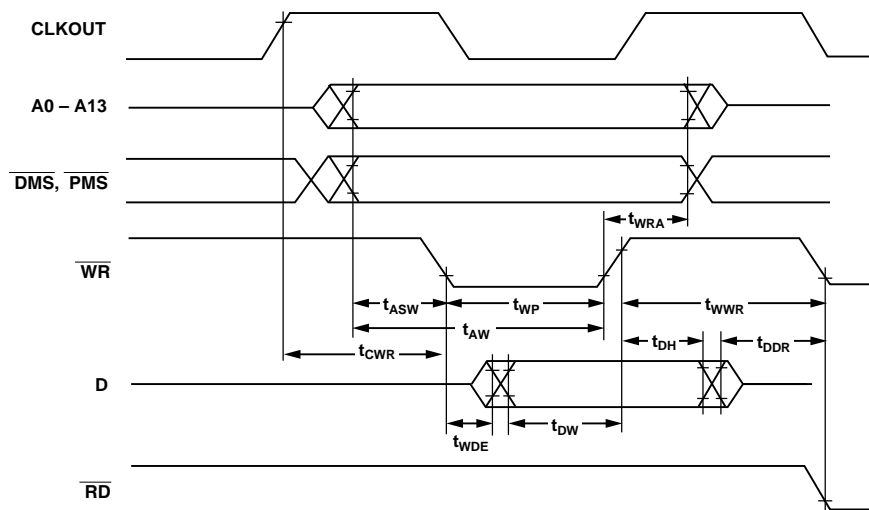 CLKOUT
A0 – A13
DMS, PMS
tWRA
WR
tASW
tWP
tWWR
tAW
tCWR
tDH
tDDR
D
tWDE
tDW
RD